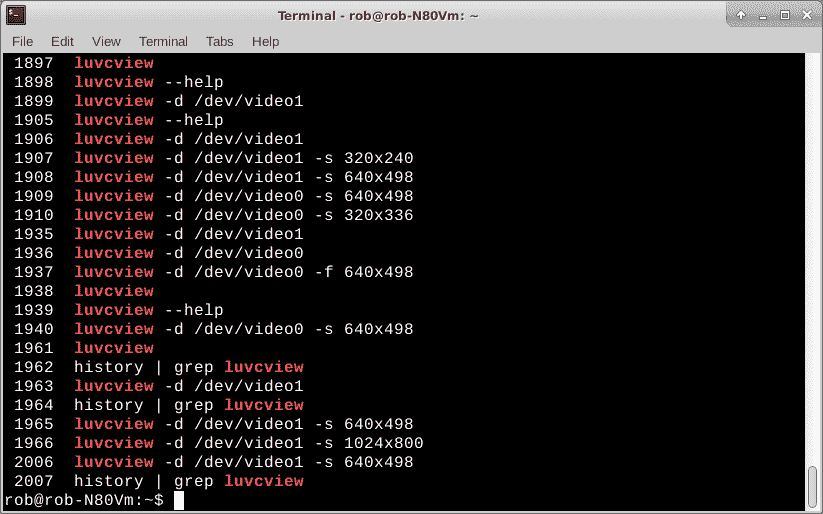 Terminal - rob@rob-N80Vm: ~
File Edit View Terminal Tabs Help
1897 luvcview
1898 luvcview --help
1899 luvcview -d /dev/video1
1905 luvcview --help
1906 luvcview -d /dev/video1
1907 luvcview -d /dev/video1 -s 320x240
1908 luvcview -d /dev/video1 -s 640x498
1909 luvcview -d /dev/video0 -s 640x498
1910 luvcview -d /dev/video0 -s 320x336
1935 luvcview -d /dev/video1
1936 luvcview -d /dev/video0
1937 luvcview -d /dev/video0 -f 640x498
1938 luvcview
1939 luvcview --help
1940 luvcview -d /dev/video0 -s 640x498
1961 luvcview
1962 history | grep luvcview
1963 luvcview -d /dev/video1
1964 history | grep luvcview
1965 luvcview -d /dev/video1 -s 640x498
1966 luvcview -d /dev/video1 -s 1024x800
2006 luvcview -d /dev/video1 -s 640x498
2007 history | grep luvcview
rob@rob-N80Vm:~$